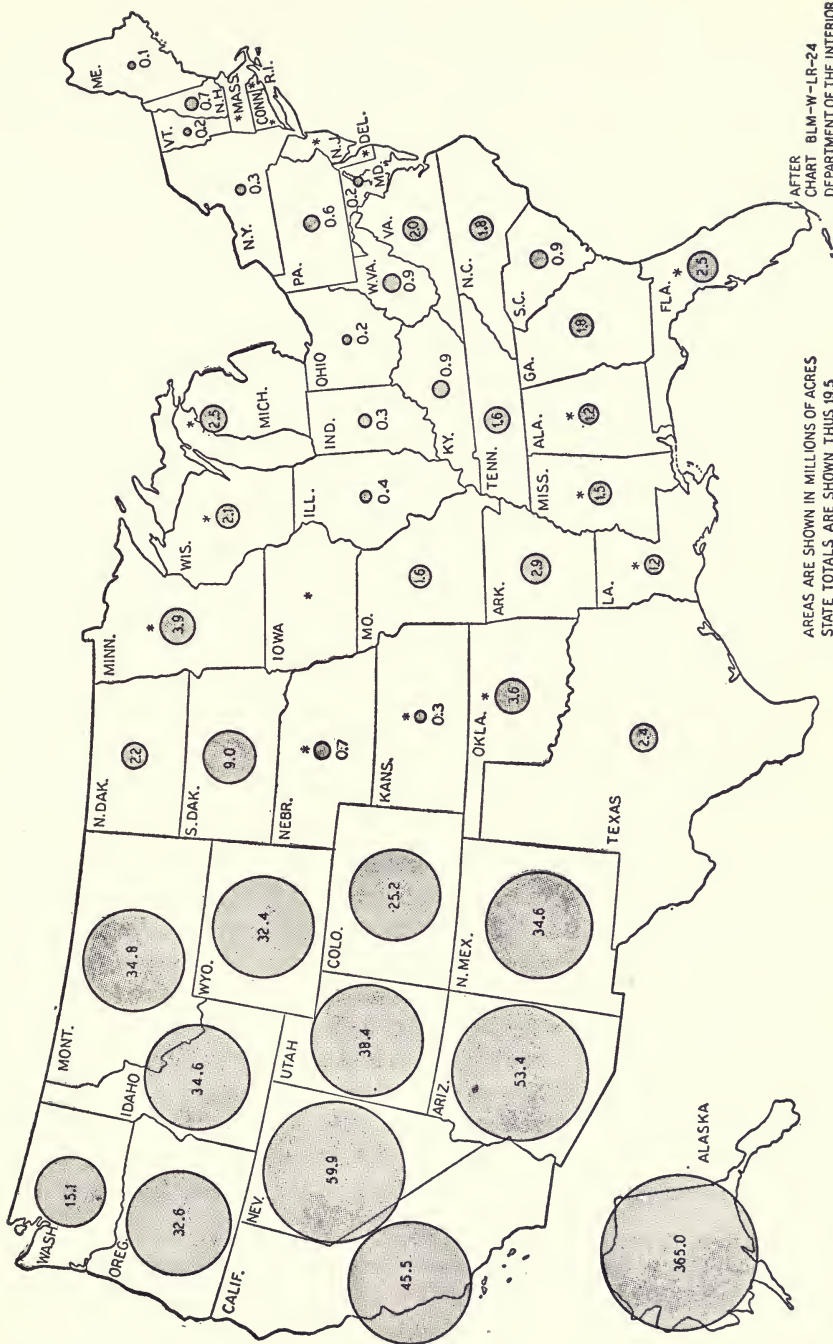 WASH.
15.1
OREG.
32.6
CALIF.
45.5
NEV.
59.9
IDAHO
34.6
MONT.
34.8
WYO.
32.4
UTAH
38.4
COLO.
25.2
ARIZ.
53.4
N.MEX.
34.6
N.DAK.
2.2
S.DAK.
9.0
NEBR.
*
0.7
KANS.
*
0.3
OKLA. *
3.6
TEXAS
2.4
MINN.
*
3.9
IOWA
*
MO.
1.6
ARK.
2.9
LA.
*
1.2
WIS.
*
2.1
ILL.
0.4
MICH.
*
2.5
IND.
0.3
OHIO
0.2
KY.
0.9
TENN.
1.6
MISS.
*
1.5
ALA.
*
1.2
GA.
1.8
FLA. *
2.5
S.C.
0.9
N.C.
1.8
VA.
2.0
W.VA.
0.9
PA.
0.6
MD.
0.2
* DEL.
N.J.
*
N.Y.
0.3
CONN.
*
R.I.
*
*MASS.
VT.
0.2
N.H.
0.7
ME.
0.1
ALASKA
365.0
AREAS ARE SHOWN IN MILLIONS OF ACRES
STATE TOTALS ARE SHOWN THUS 19.5
AFTER
CHART BLM-W-LR-24
DEPARTMENT OF THE INTERIOR